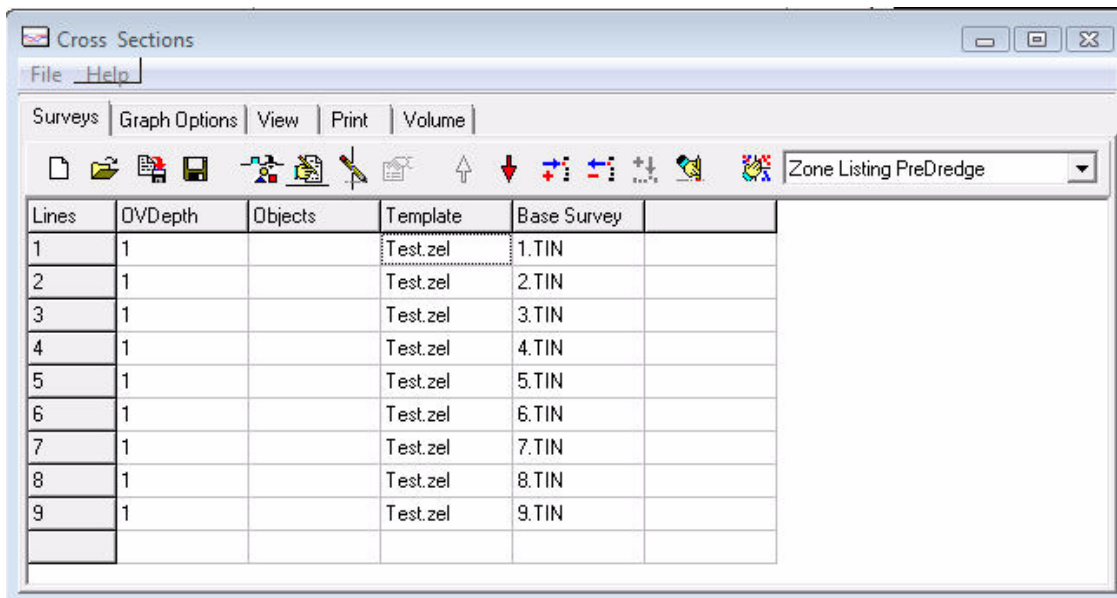 Cross Sections
File Help
Surveys Graph Options View Print Volume
Zone Listing PreDredge
Lines OVDepth Objects Template Base Survey
1 1 Test.zel 1.TIN
2 1 Test.zel 2.TIN
3 1 Test.zel 3.TIN
4 1 Test.zel 4.TIN
5 1 Test.zel 5.TIN
6 1 Test.zel 6.TIN
7 1 Test.zel 7.TIN
8 1 Test.zel 8.TIN
9 1 Test.zel 9.TIN